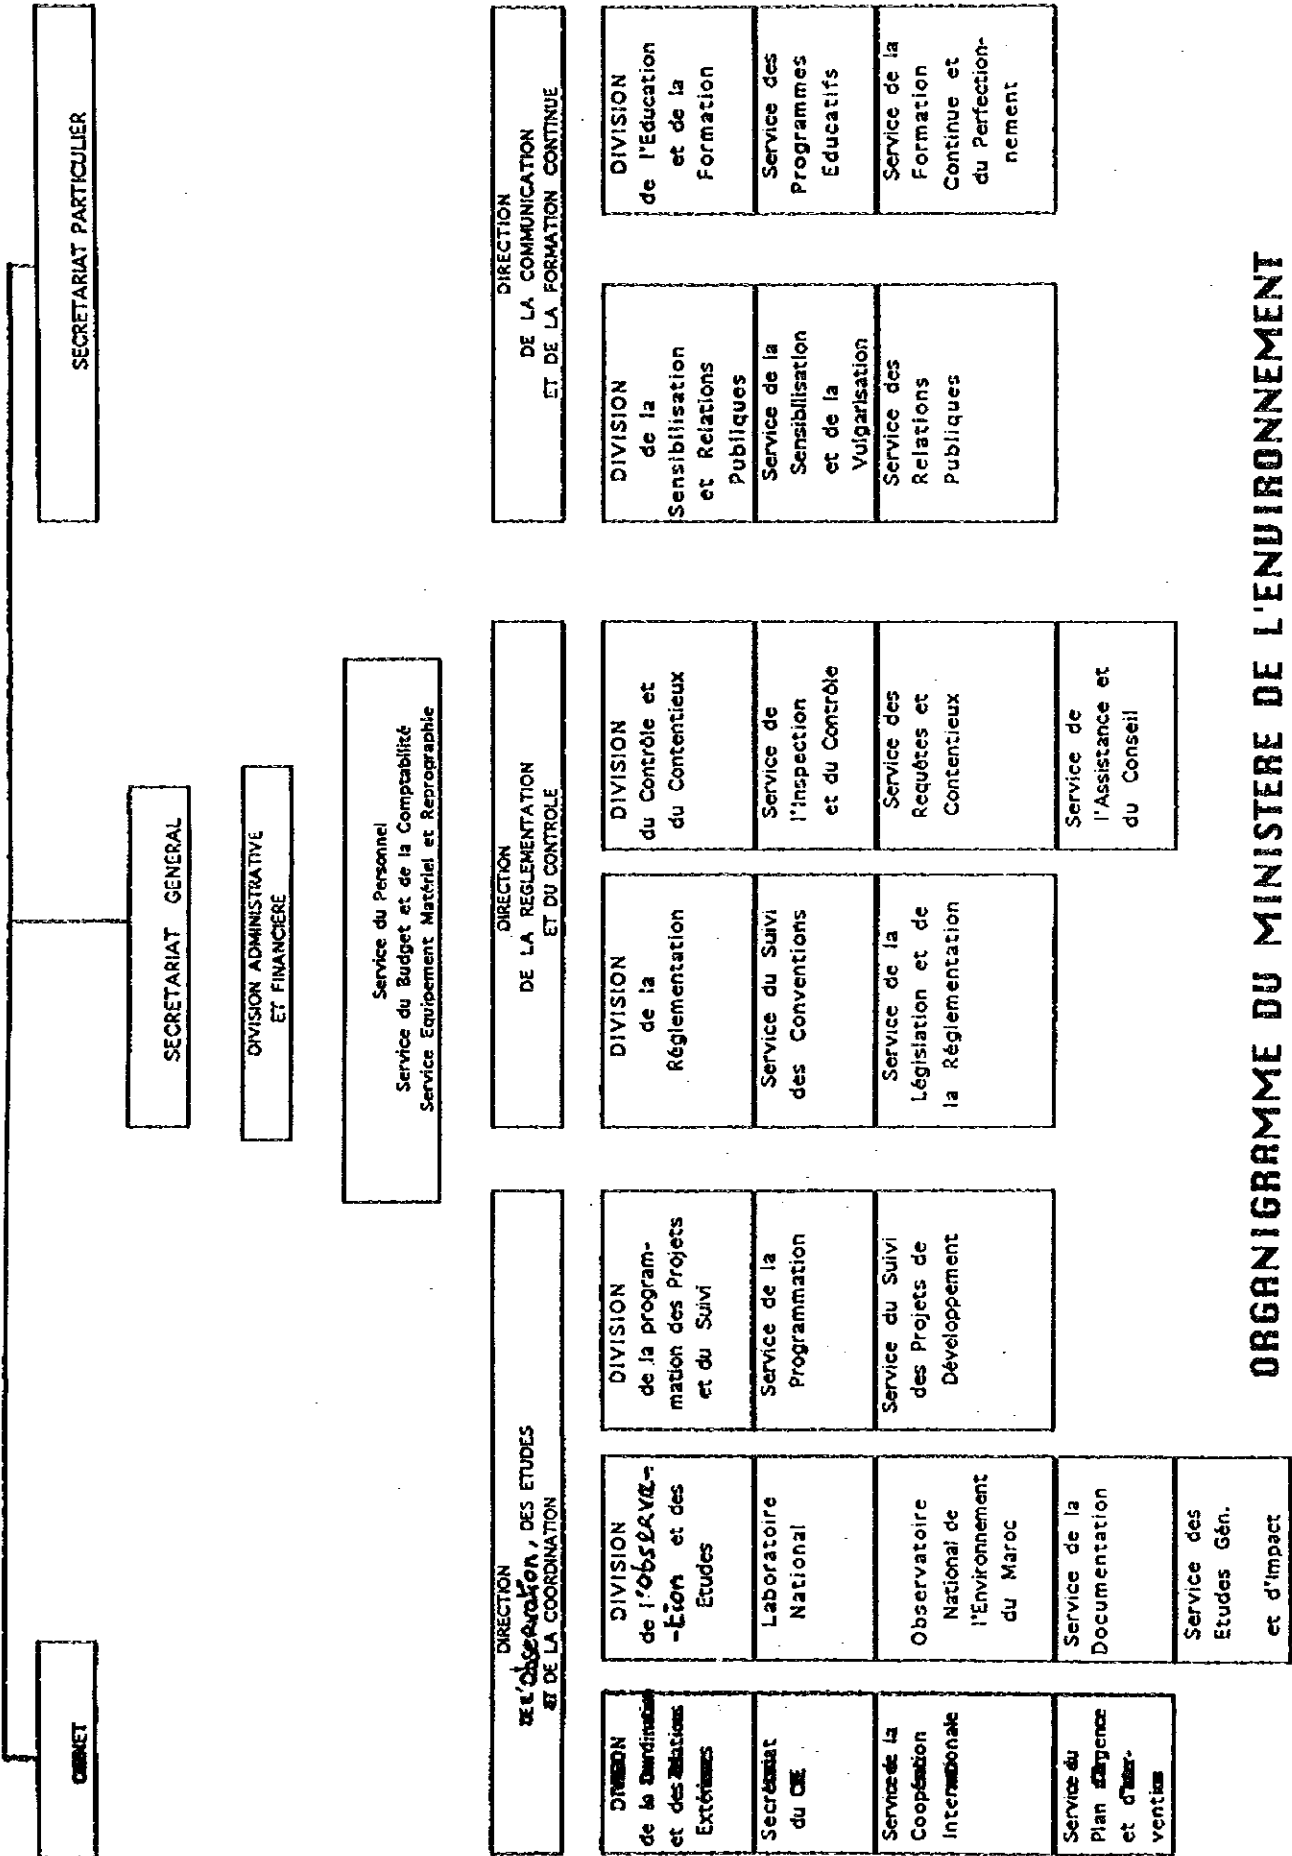 CABINET
SECRETARIAT PARTICULIER
SECRETARIAT GENERAL
DIVISION ADMINISTRATIVE
ET FINANCIERE
Service du Personnel
Service du Budget et de la Comptabilité
Service Equipement Matériel et Reprographie
DIRECTION
DE L'Observation, DES ETUDES
ET DE LA COORDINATION
DIVISION
de la Coordination
et des Relations
Extérieures
Secrétariat
du CNE
Service de la
Coopération
Internationale
Service du
Plan d'Urgence
et d'Inter-
vention
DIVISION
de l'observa-
-tion et des
Etudes
Laboratoire
National
Observatoire
National de
l'Environnement
du Maroc
Service de la
Documentation
Service des
Etudes Gén.
et d'Impact
DIVISION
de la program-
mation des Projets
et du Suivi
Service de la
Programmation
Service du Suivi
des Projets de
Développement
DIRECTION
DE LA REGLEMENTATION
ET DU CONTROLE
DIVISION
de la
Réglementation
Service du Suivi
des Conventions
Service de la
Législation et de
la Réglementation
DIVISION
du Contrôle et
du Contentieux
Service de
l'Inspection
et du Contrôle
Service des
Requêtes et
Contentieux
Service de
l'Assistance et
du Conseil
DIRECTION
DE LA COMMUNICATION
ET DE LA FORMATION CONTINUE
DIVISION
de la
Sensibilisation
et Relations
Publiques
Service de la
Sensibilisation
et de la
Vulgarisation
Service des
Relations
Publiques
DIVISION
de l'Education
et de la
Formation
Service des
Programmes
Educatifs
Service de la
Formation
Continue et
du Perfection-
nement
ORGANIGRAMME DU MINISTERE DE L'ENVIRONNEMENT